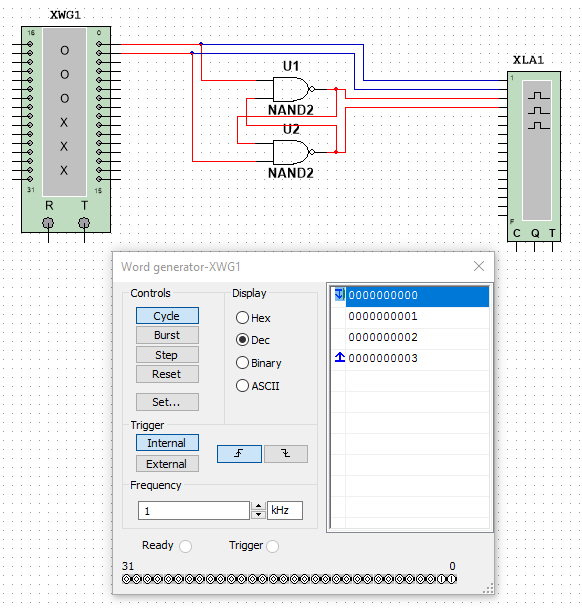 XWG1
16 0
O
O
O
X
X
X
31 15
R T
U1
NAND2
U2
NAND2
XLA1
1
F
C Q T
Word generator-XWG1
Controls
Cycle
Burst
Step
Reset
Set...
Display
Hex
Dec
Binary
ASCII
Trigger
Internal
External
Frequency
1 kHz
Ready Trigger
31 0
0000000000
0000000001
0000000002
0000000003